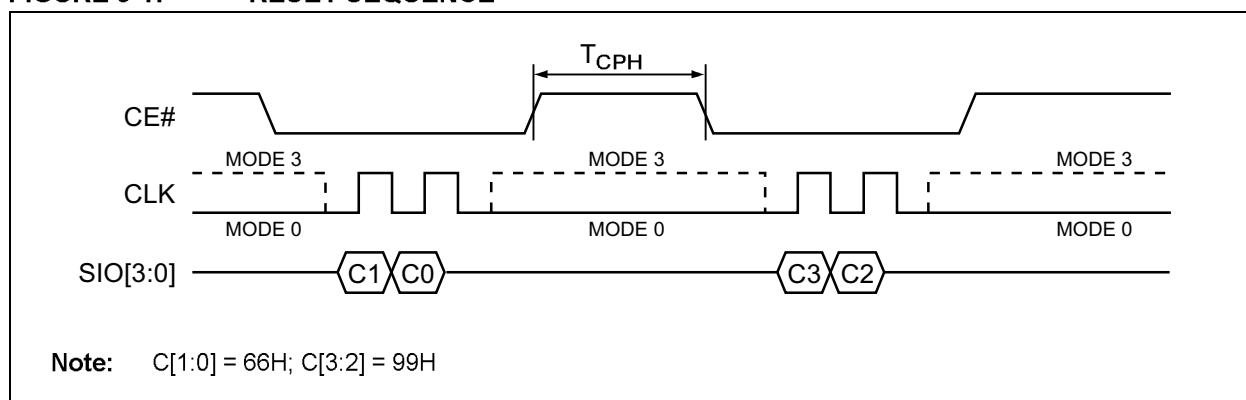 TCPH
CE#
MODE 3 MODE 3 MODE 3
CLK
MODE 0 MODE 0 MODE 0
SIO[3:0] C1 C0 C3 C2
Note: C[1:0] = 66H; C[3:2] = 99H